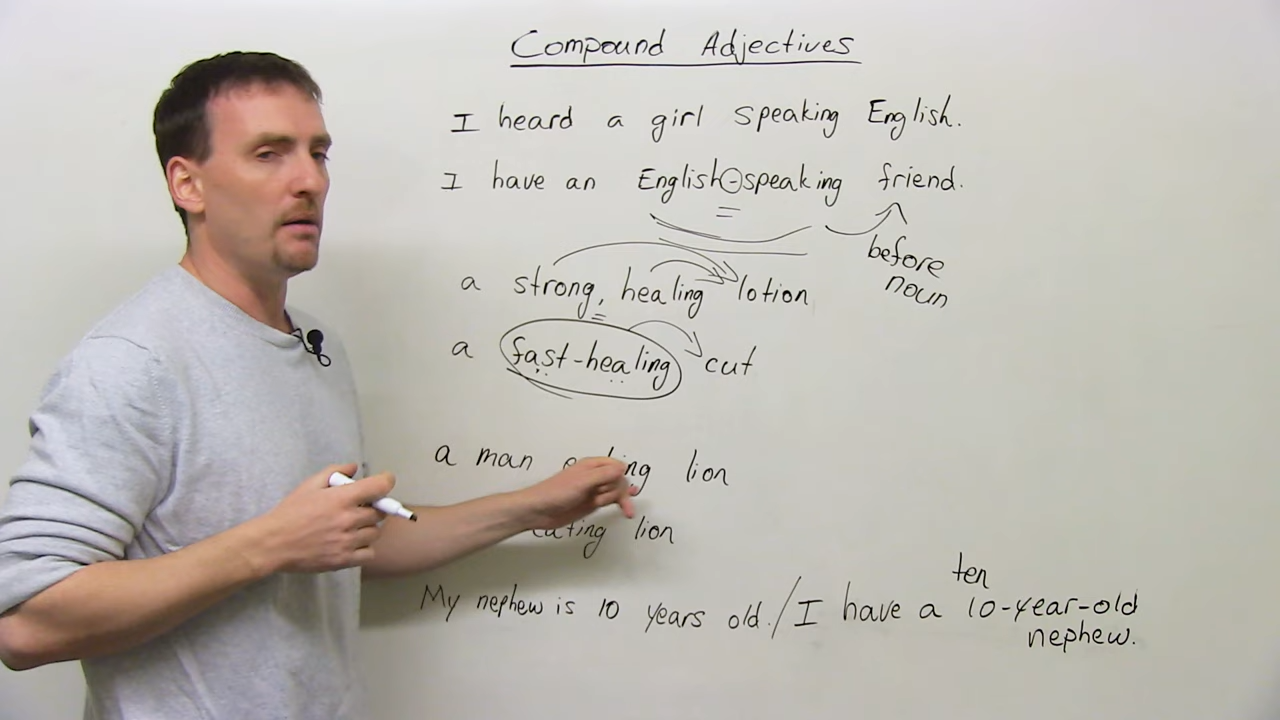 Compound Adjectives
I heard a girl speaking English.
I have an English-speaking friend.
before
noun
a strong, healing lotion
a fast-healing cut
a man lion
lion
ten
My nephew is 10 years old. / I have a 10-year-old
nephew.